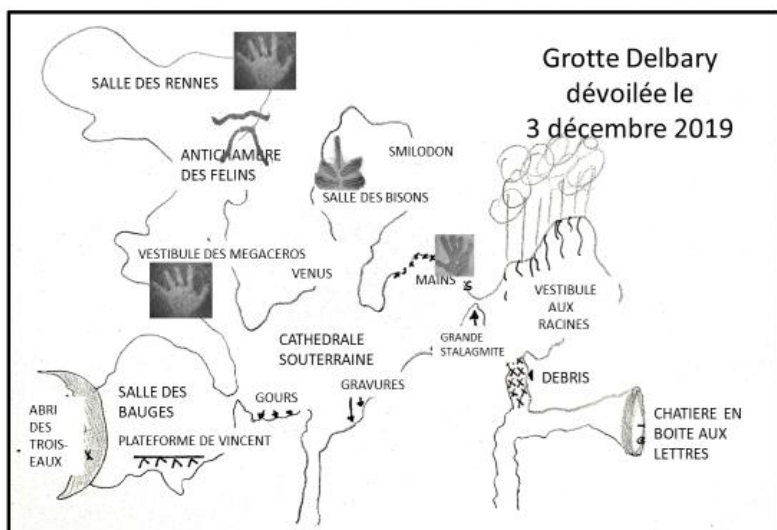 Grotte Delbary
dévoilée le
3 décembre 2019
SALLE DES RENNES
ANTICHAMBRE
DES FELINS
SMILODON
SALLE DES BISONS
VESTIBULE DES MEGACEROS
VENUS
MAINS
VESTIBULE
AUX
RACINES
CATHEDRALE
SOUTERRAINE
GRANDE
STALAGMITE
GOURS
GRAVURES
DEBRIS
SALLE DES
BAUGES
ABRI
DES
TROIS-
EAUX
PLATEFORME DE VINCENT
CHATIERE EN
BOITE AUX
LETTRES